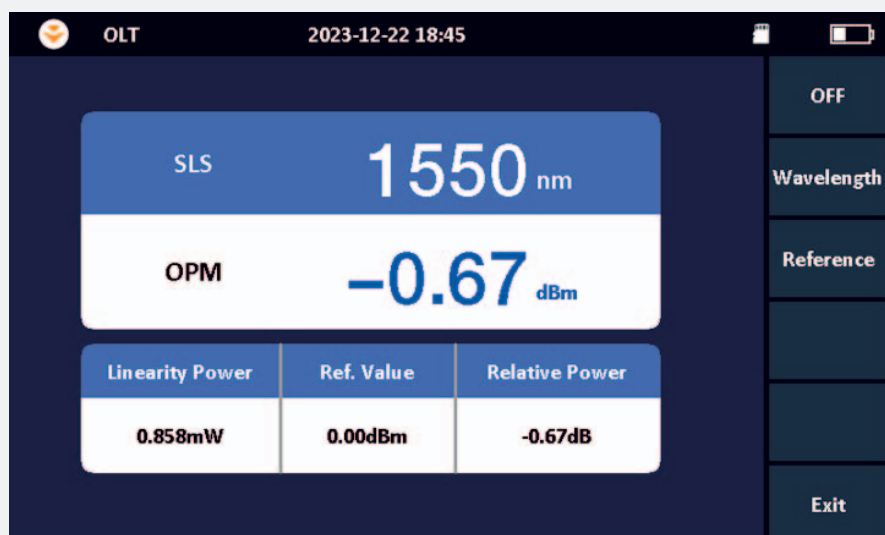 OLT 2023-12-22 18:45
OFF
SLS 1550 nm
Wavelength
OPM –0.67 dBm
Reference
Linearity Power Ref. Value Relative Power
0.858mW 0.00dBm -0.67dB
Exit